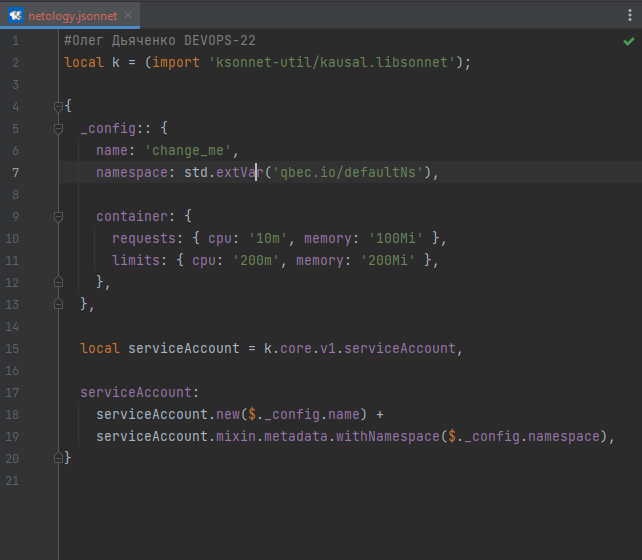 netology.jsonnet
1 #Олег Дьяченко DEVOPS-22
2 local k = (import 'ksonnet-util/kausal.libsonnet');
3
4 {
5   _config:: {
6     name: 'change_me',
7     namespace: std.extVar('qbec.io/defaultNs'),
8
9     container: {
10       requests: { cpu: '10m', memory: '100Mi' },
11       limits: { cpu: '200m', memory: '200Mi' },
12     },
13   },
14
15   local serviceAccount = k.core.v1.serviceAccount,
16
17   serviceAccount:
18     serviceAccount.new($._config.name) +
19     serviceAccount.mixin.metadata.withNamespace($._config.namespace),
20 }
21